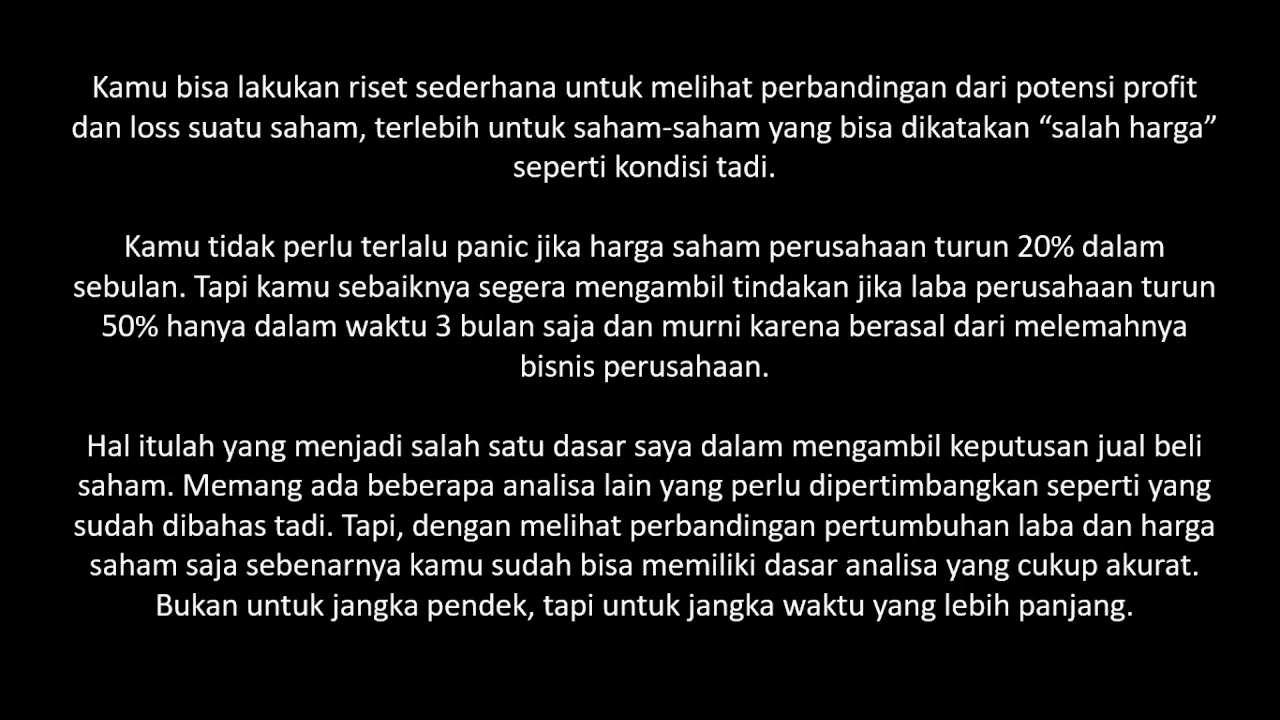 Kamu bisa lakukan riset sederhana untuk melihat perbandingan dari potensi profit
dan loss suatu saham, terlebih untuk saham-saham yang bisa dikatakan “salah harga”
seperti kondisi tadi.
Kamu tidak perlu terlalu panic jika harga saham perusahaan turun 20% dalam
sebulan. Tapi kamu sebaiknya segera mengambil tindakan jika laba perusahaan turun
50% hanya dalam waktu 3 bulan saja dan murni karena berasal dari melemahnya
bisnis perusahaan.
Hal itulah yang menjadi salah satu dasar saya dalam mengambil keputusan jual beli
saham. Memang ada beberapa analisa lain yang perlu dipertimbangkan seperti yang
sudah dibahas tadi. Tapi, dengan melihat perbandingan pertumbuhan laba dan harga
saham saja sebenarnya kamu sudah bisa memiliki dasar analisa yang cukup akurat.
Bukan untuk jangka pendek, tapi untuk jangka waktu yang lebih panjang.